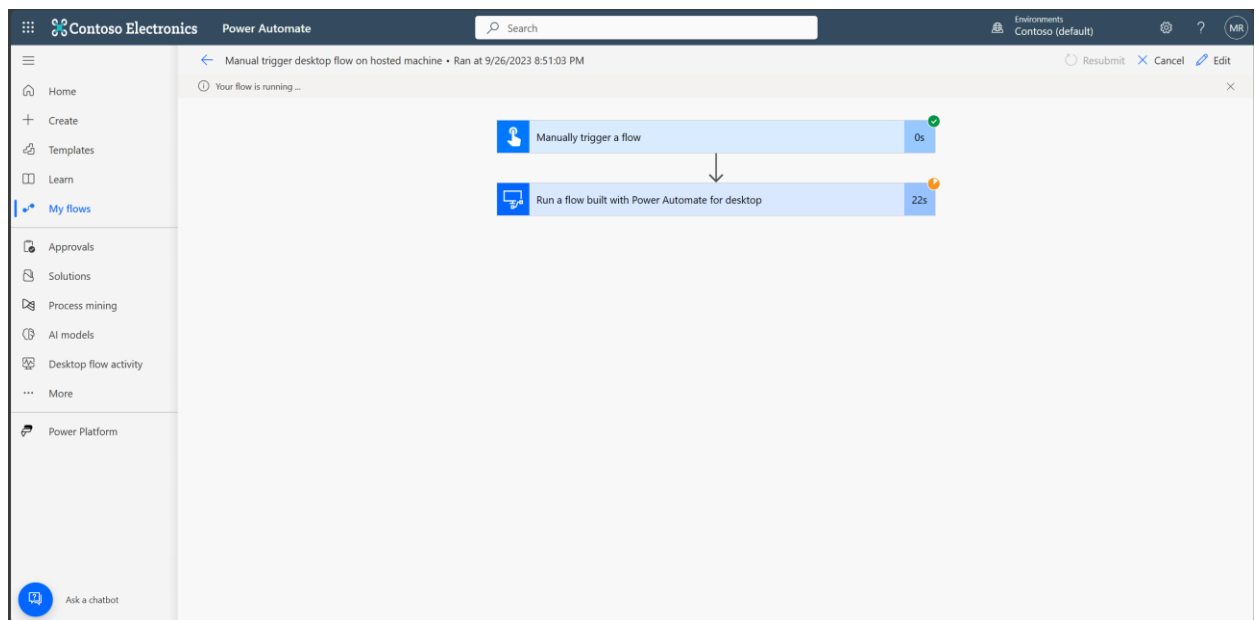 Contoso Electronics
Power Automate
Search
Environments
Contoso (default)
?
MR
Manual trigger desktop flow on hosted machine • Ran at 9/26/2023 8:51:03 PM
Resubmit
Cancel
Edit
Your flow is running ...
Home
Create
Templates
Learn
My flows
Approvals
Solutions
Process mining
AI models
Desktop flow activity
More
Power Platform
Ask a chatbot
Manually trigger a flow
0s
Run a flow built with Power Automate for desktop
22s